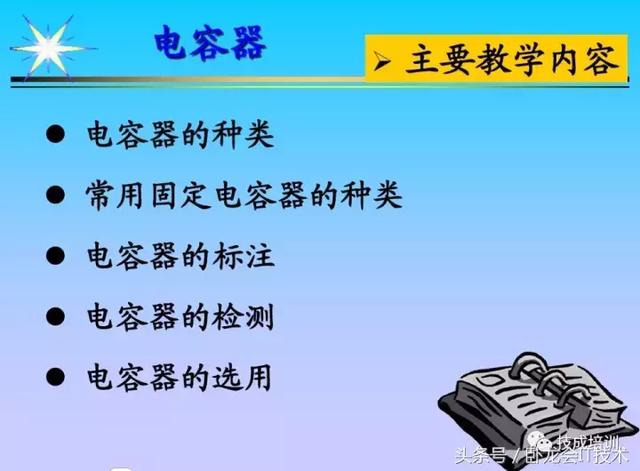 电容器
➢ 主要教学内容
● 电容器的种类
● 常用固定电容器的种类
● 电容器的标注
● 电容器的检测
● 电容器的选用
技成培训
头条号／卧龙会IT技术